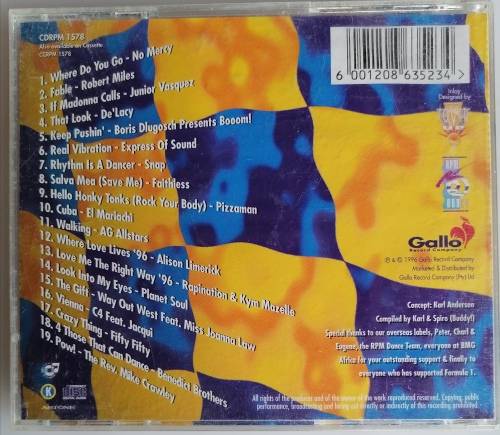 CDRPM 1578
Also available on Cassette
CERPM 1578
1. Where Do You Go - No Mercy
2. Fable - Robert Miles
3. If Madonna Calls - Junior Vasquez
4. That Look - De'Lacy
5. Keep Pushin' - Boris Dlugosch Presents Booom!
6. Real Vibration - Express Of Sound
7. Rhythm Is A Dancer - Snap
8. Salva Mea (Save Me) - Faithless
9. Hello Honky Tonks (Rock Your Body) - Pizzaman
10. Cuba - El Mariachi
11. Walking - AG Allstars
12. Where Love Lives '96 - Alison Limerick
13. Love Me The Right Way '96 - Rapination & Kym Mazelle
14. Look Into My Eyes - Planet Soul
15. The Giff - Way Out West Feat. Miss Joanna Law
16. Vienna - C4 Feat. Jacqui
17. Crazy Thing - Fifty Fifty
18. 4 Those That Can Dance - Benedict Brothers
19. Pow! - The Rev. Mike Crawley
6 001208 635234 >
Inlay
Designed by
Gallo
Record Company
℗ & © 1996 Gallo Record Company
Marketed & Distributed by
Gallo Record Company (Pty) Ltd
Concept: Karl Anderson
Compiled by Karl & Spiro (Buddy!)
Special thanks to our overseas labels, Peter, Charl &
Eugene, the RPM Dance Team, everyone at BMG
Africa for your outstanding support & finally to
everyone who has supported Formule 1.
All rights of the producer and of the owner of the work reproduced reserved. Copying, public
performance, broadcasting and hiring out directly or indirectly of this recording prohibited.
K
disc